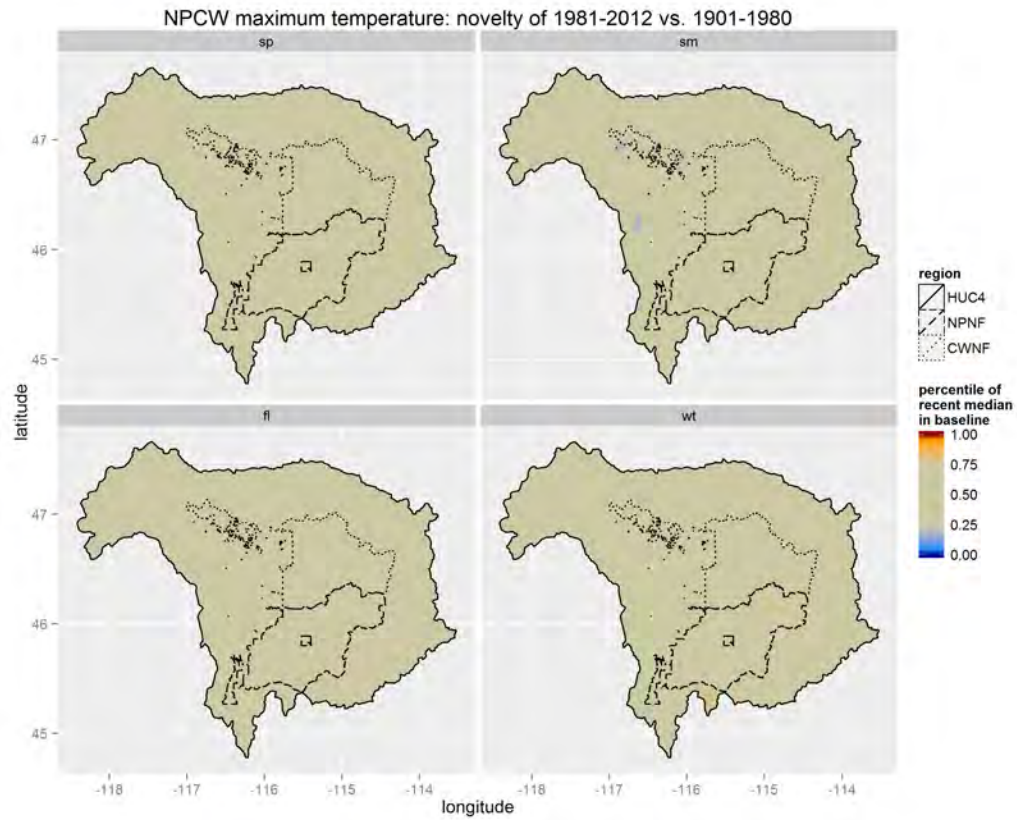 NPCW maximum temperature: novelty of 1981-2012 vs. 1901-1980
sp
sm
47
46
45
fl
wt
47
46
45
-118
-117
-116
-115
-114
-118
-117
-116
-115
-114
latitude
longitude
region
HUC4
NPNF
CWNF
percentile of
recent median
in baseline
1.00
0.75
0.50
0.25
0.00